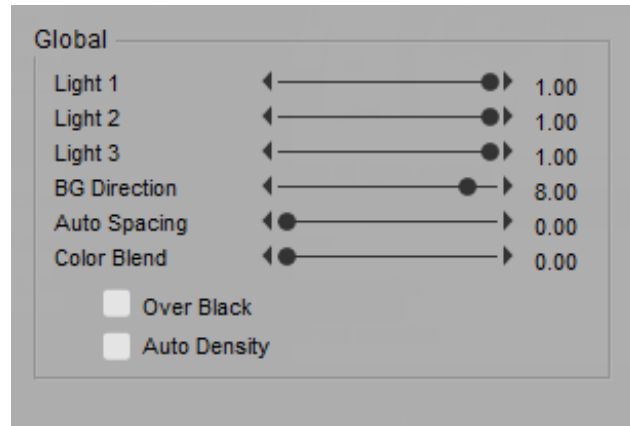 Global
Light 1 1.00
Light 2 1.00
Light 3 1.00
BG Direction 8.00
Auto Spacing 0.00
Color Blend 0.00
Over Black
Auto Density